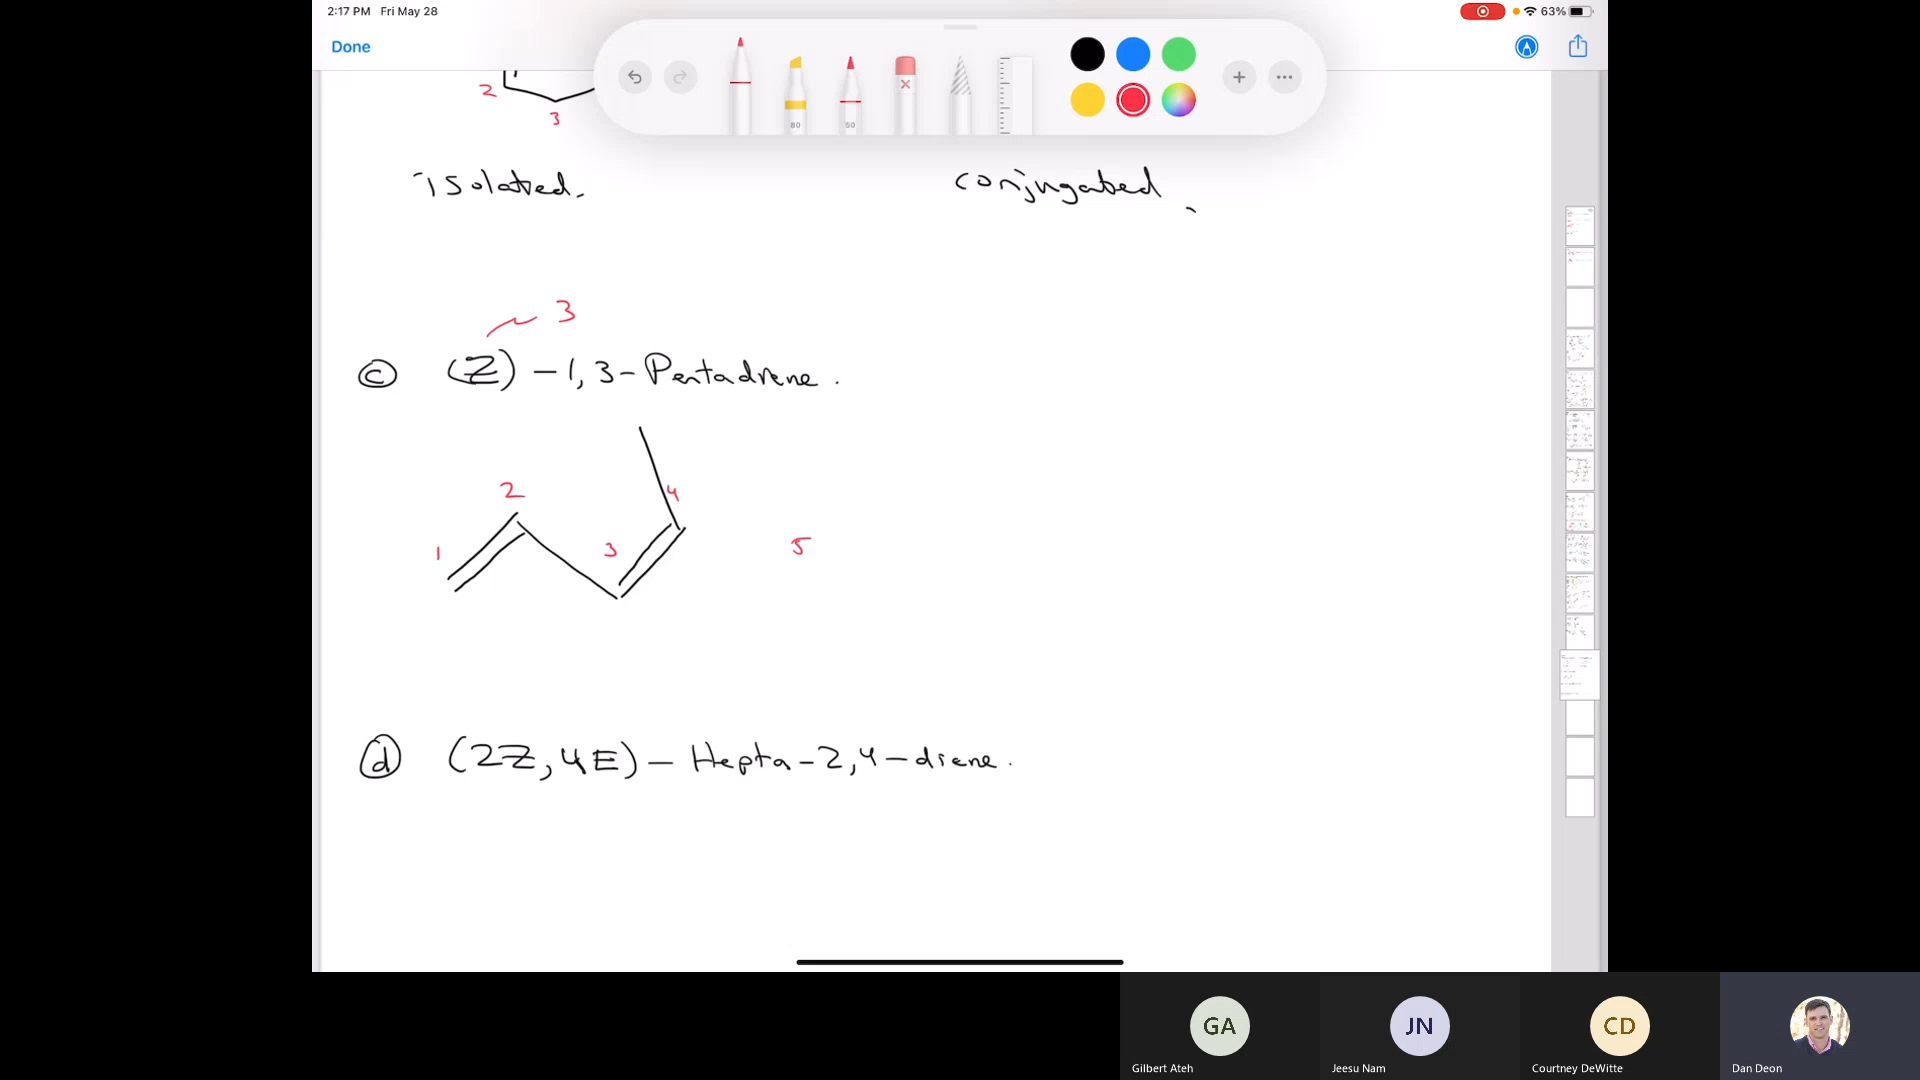 2:17 PM Fri May 28
63%
Done
80
50
2
3
isolated.
conjugated
3
(c) (Z) - 1,3 - Pentadiene.
2
4
1
3
5
(d) (2Z, 4E) - Hepta - 2,4 - diene.
GA
JN
CD
Gilbert Ateh
Jeesu Nam
Courtney DeWitte
Dan Deon